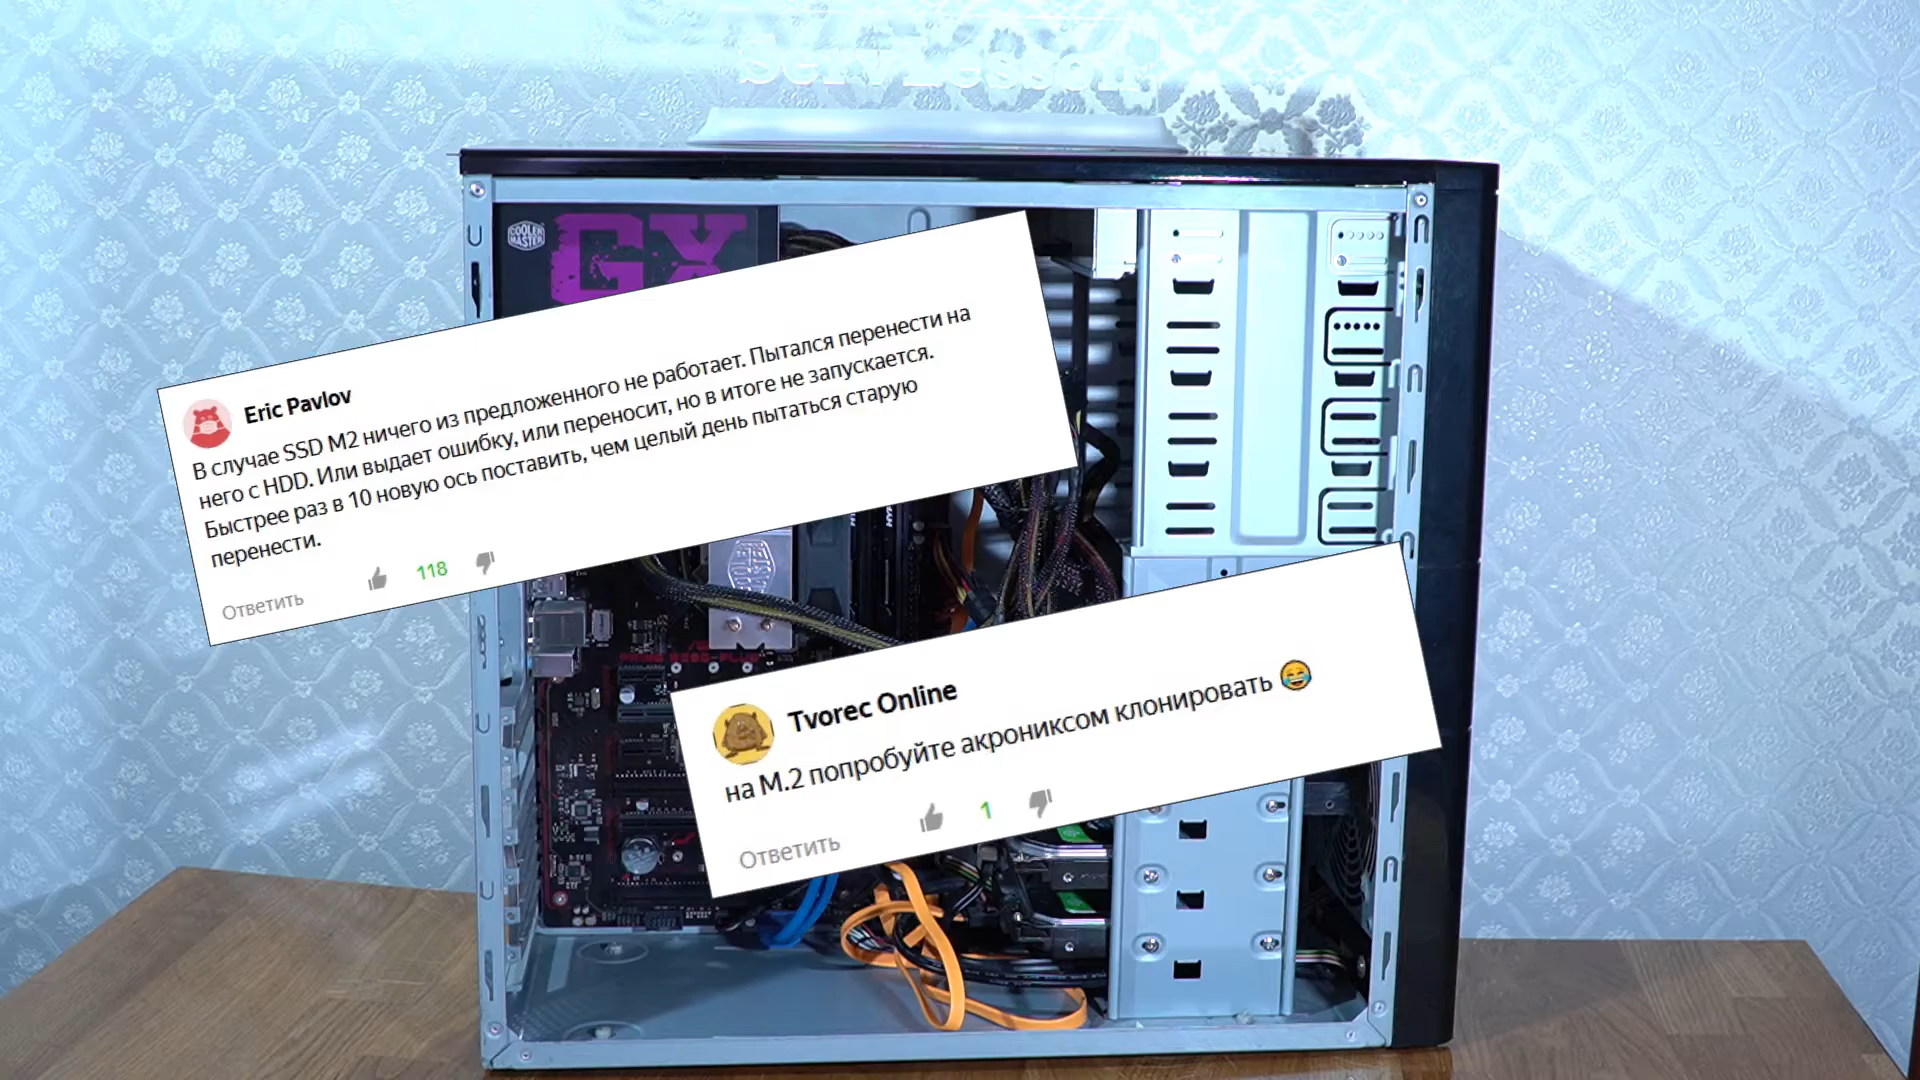 COOLER
MASTER
GX
Eric Pavlov
В случае SSD M2 ничего из предложенного не работает. Пытался перенести на
него с HDD. Или выдает ошибку, или переносит, но в итоге не запускается.
Быстрее раз в 10 новую ось поставить, чем целый день пытаться старую
перенести.
Ответить
118
COOLER
MASTER
Tvorec Online
на М.2 попробуйте акрониксом клонировать 😂
Ответить
1